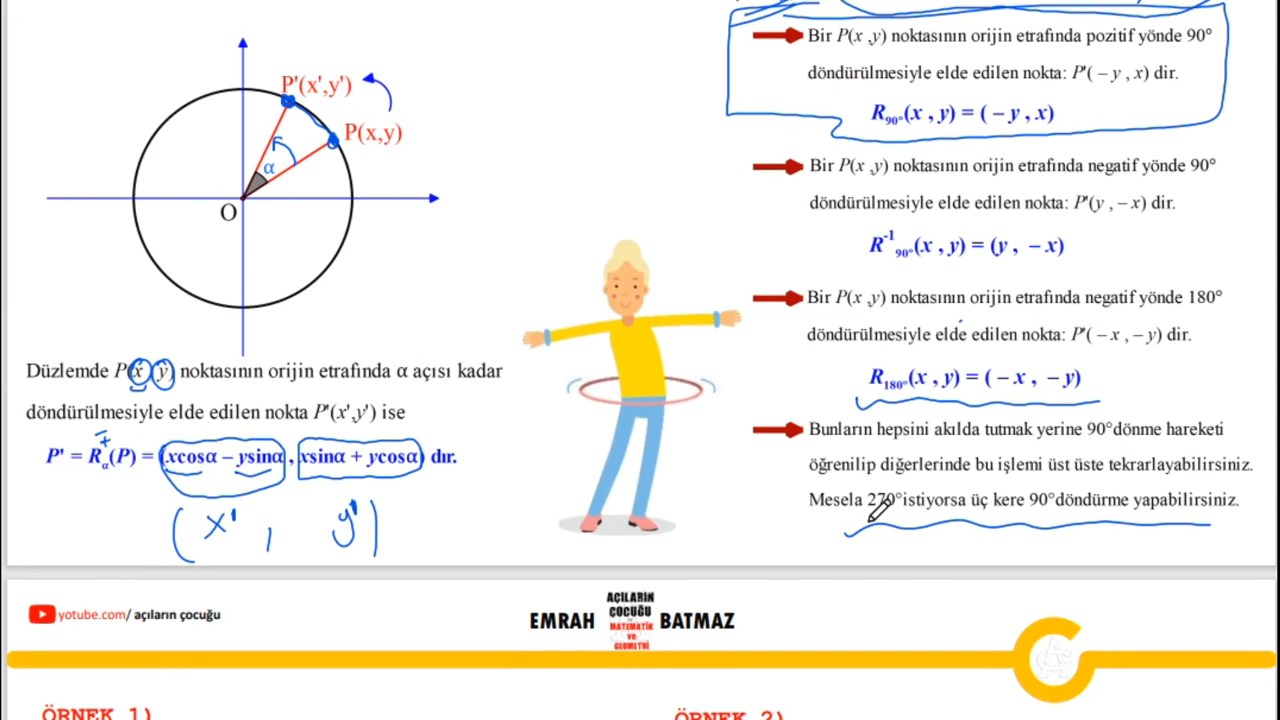 P'(x',y')
P(x,y)
α
O
Düzlemde P(x,y) noktasının orijin etrafında α açısı kadar
döndürülmesiyle elde edilen nokta P'(x',y') ise
+
P' = Rα(P) = (xcosα – ysinα , xsinα + ycosα) dır.
(x' , y')
Bir P(x ,y) noktasının orijin etrafında pozitif yönde 90°
döndürülmesiyle elde edilen nokta: P'( – y , x) dir.
R90°(x , y) = ( – y , x)
Bir P(x ,y) noktasının orijin etrafında negatif yönde 90°
döndürülmesiyle elde edilen nokta: P'(y , – x) dir.
R-1 90°(x , y) = (y , – x)
Bir P(x ,y) noktasının orijin etrafında negatif yönde 180°
döndürülmesiyle elde edilen nokta: P'( – x , – y) dir.
R180°(x , y) = ( – x , – y)
Bunların hepsini akılda tutmak yerine 90°dönme hareketi
öğrenilip diğerlerinde bu işlemi üst üste tekrarlayabilirsiniz.
Mesela 270°istiyorsa üç kere 90°döndürme yapabilirsiniz.
yotube.com/ açıların çocuğu
EMRAH
AÇILARIN
ÇOCUĞU
MATEMATİK
ve
GEOMETRİ
BATMAZ
ÖRNEK 1)
ÖRNEK 2)